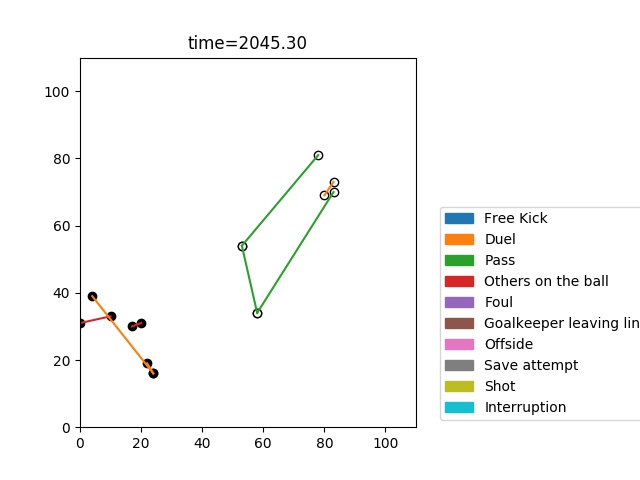 time=2045.30
100
80
60
40
20
0
0 20 40 60 80 100
Free Kick
Duel
Pass
Others on the ball
Foul
Goalkeeper leaving lin
Offside
Save attempt
Shot
Interruption